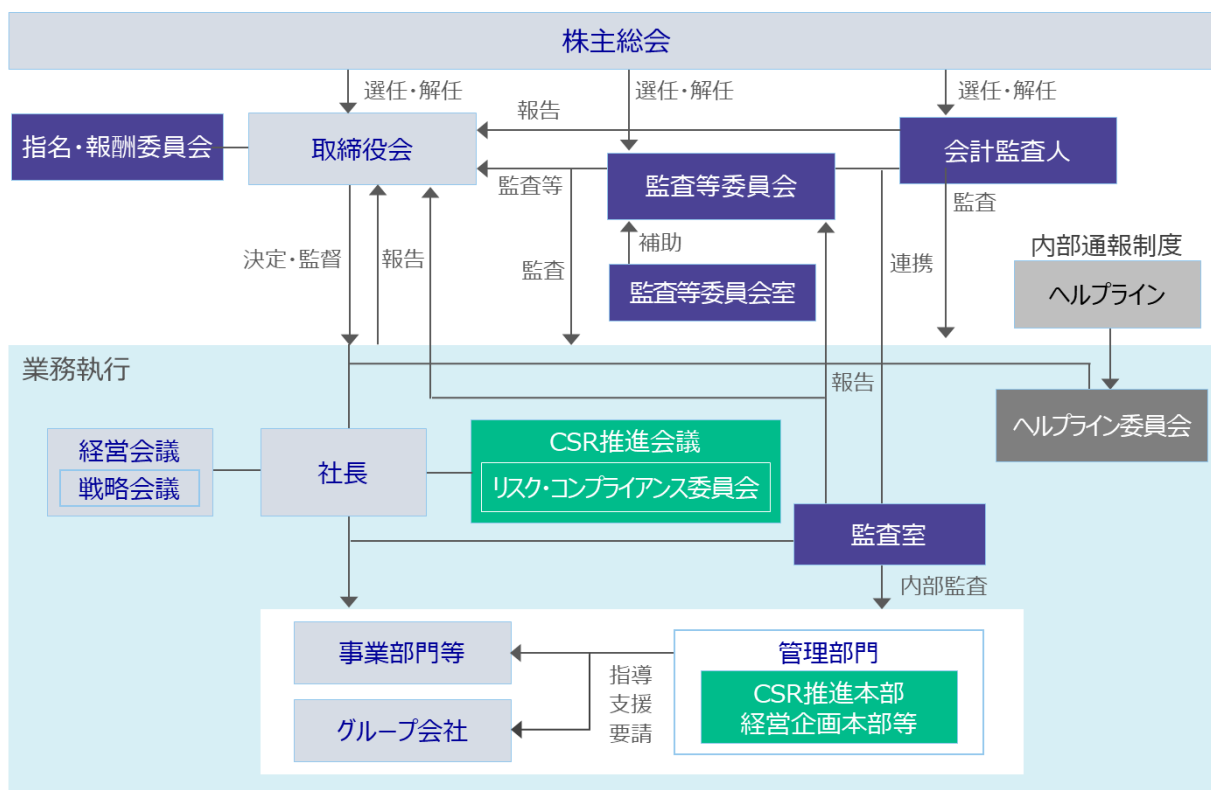 株主総会
選任・解任
選任・解任
選任・解任
報告
指名・報酬委員会
取締役会
会計監査人
監査等
監査等委員会
監査
補助
内部通報制度
決定・監督
報告
監査
連携
監査等委員会室
ヘルプライン
業務執行
報告
ヘルプライン委員会
経営会議
戦略会議
社長
CSR推進会議
リスク・コンプライアンス委員会
監査室
内部監査
事業部門等
管理部門
指導
支援
要請
CSR推進本部
経営企画本部等
グループ会社